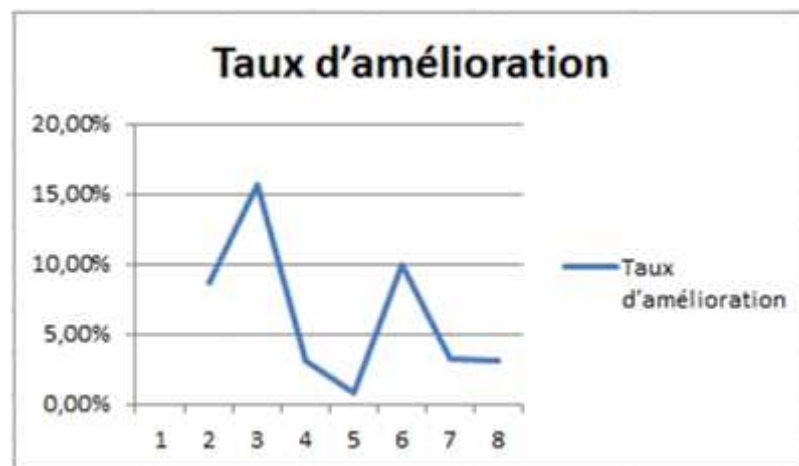 Taux d’amélioration
20,00%
15,00%
10,00%
5,00%
0,00%
1 2 3 4 5 6 7 8
Taux
d’amélioration